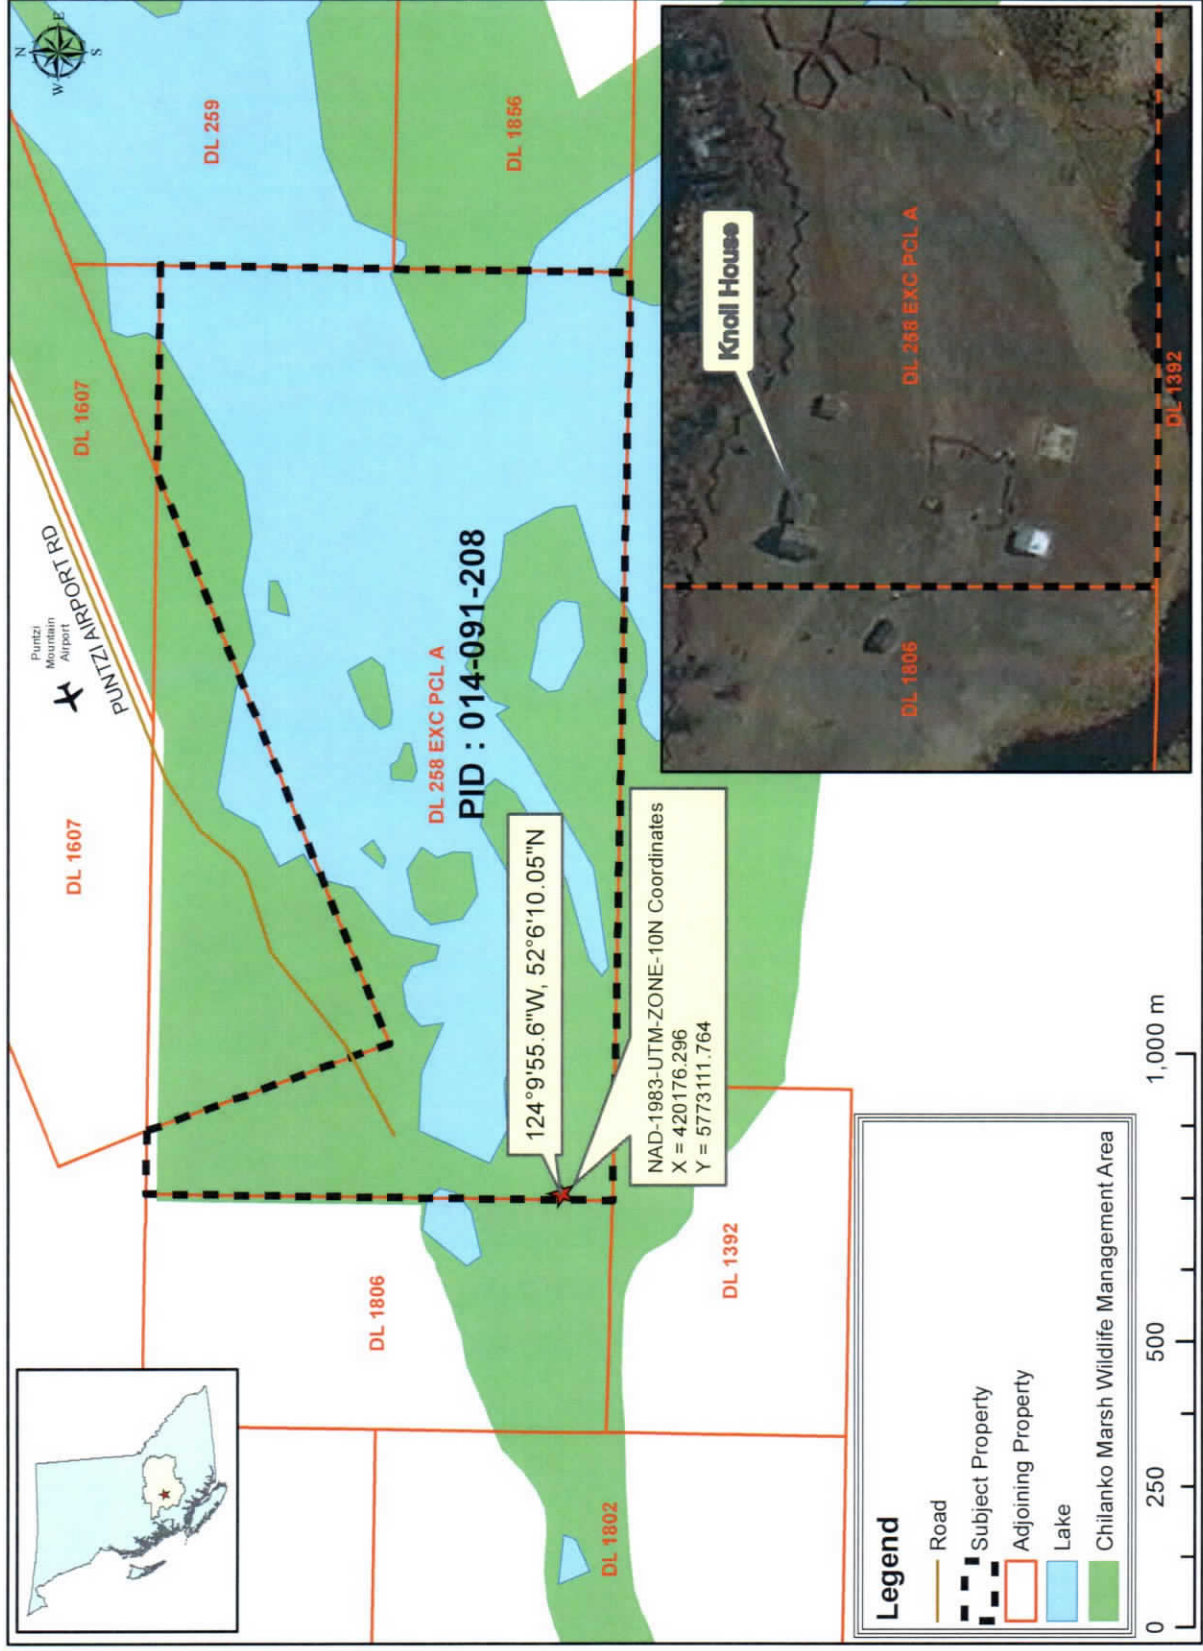 N
E
S
W
DL 1607
DL 1607
Puntzi
Mountain
Airport
PUNTZI AIRPORT RD
DL 259
DL 1856
DL 258 EXC PCL A
PID : 014-091-208
124°9'55.6"W, 52°6'10.05"N
NAD-1983-UTM-ZONE-10N Coordinates
X = 420176.296
Y = 5773111.764
DL 1806
DL 1392
DL 1802
Knoll House
DL 258 EXC PCL A
DL 1806
DL 1392
Legend
Road
Subject Property
Adjoining Property
Lake
Chilanko Marsh Wildlife Management Area
0 250 500 1,000 m